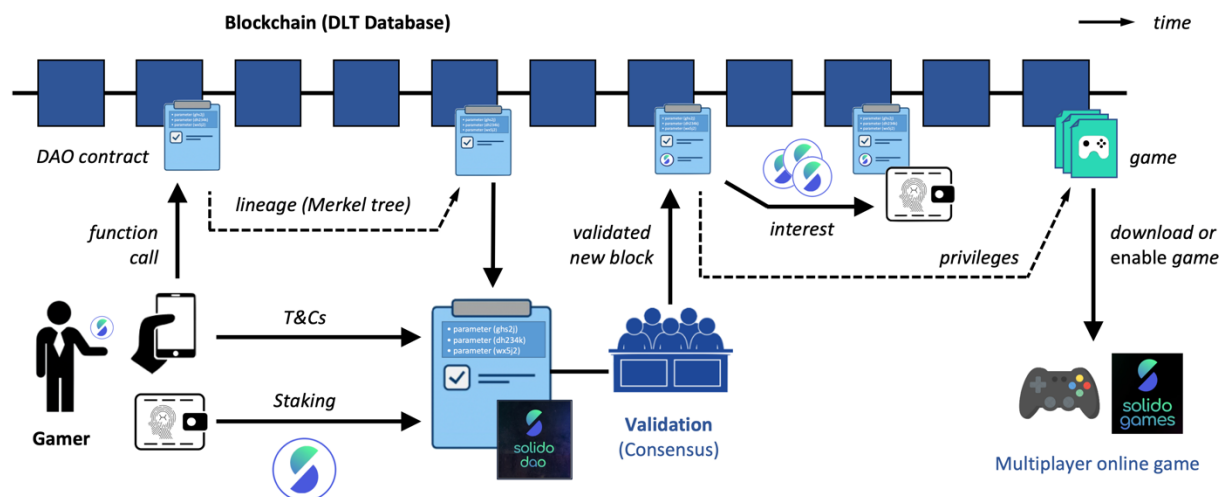 Blockchain (DLT Database)
time
DAO contract
game
lineage (Merkel tree)
function
call
validated
new block
interest
privileges
download or
enable game
T&Cs
• parameter (ghs2j)
• parameter (dh234k)
• parameter (wx5j2)
Staking
Gamer
solido
dao
Validation
(Consensus)
solido
games
Multiplayer online game